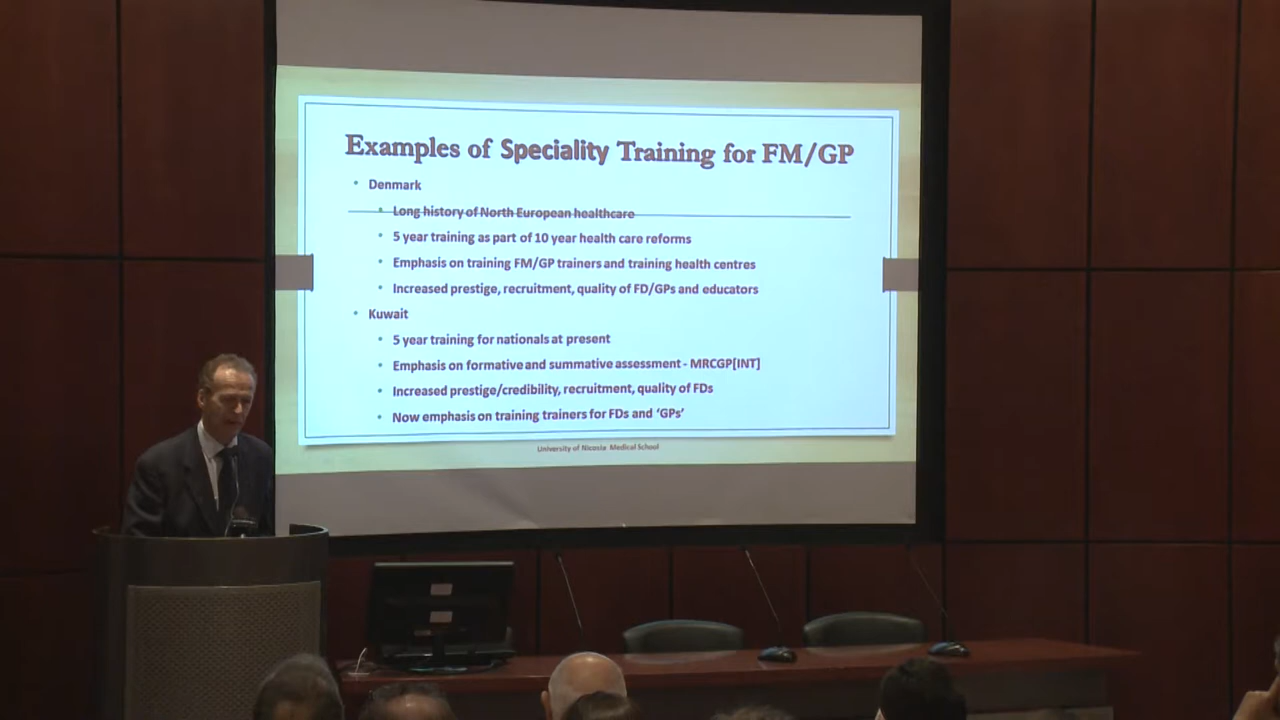 Examples of Speciality Training for FM/GP
• Denmark
• Long history of North European healthcare
• 5 year training as part of 10 year health care reforms
• Emphasis on training FM/GP trainers and training health centres
• Increased prestige, recruitment, quality of FD/GPs and educators
• Kuwait
• 5 year training for nationals at present
• Emphasis on formative and summative assessment - MRCGP[INT]
• Increased prestige/credibility, recruitment, quality of FDs
• Now emphasis on training trainers for FDs and ‘GPs’
University of Nicosia Medical School